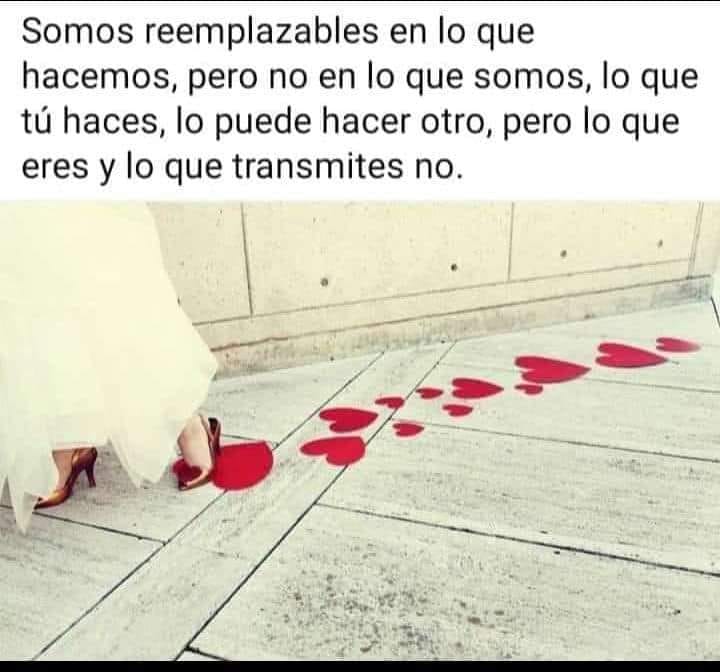 Somos reemplazables en lo que
hacemos, pero no en lo que somos, lo que
tú haces, lo puede hacer otro, pero lo que
eres y lo que transmites no.